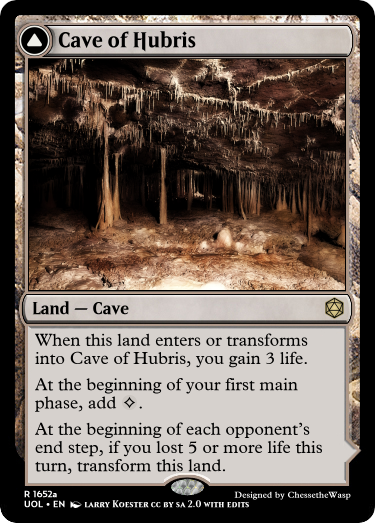 Cave of Hubris
Land — Cave
When this land enters or transforms
into Cave of Hubris, you gain 3 life.
At the beginning of your first main
phase, add ◇.
At the beginning of each opponent's
end step, if you lost 5 or more life this
turn, transform this land.
R 1652a
Designed by ChessetheWasp
UOL • EN LARRY KOESTER CC BY SA 2.0 WITH EDITS